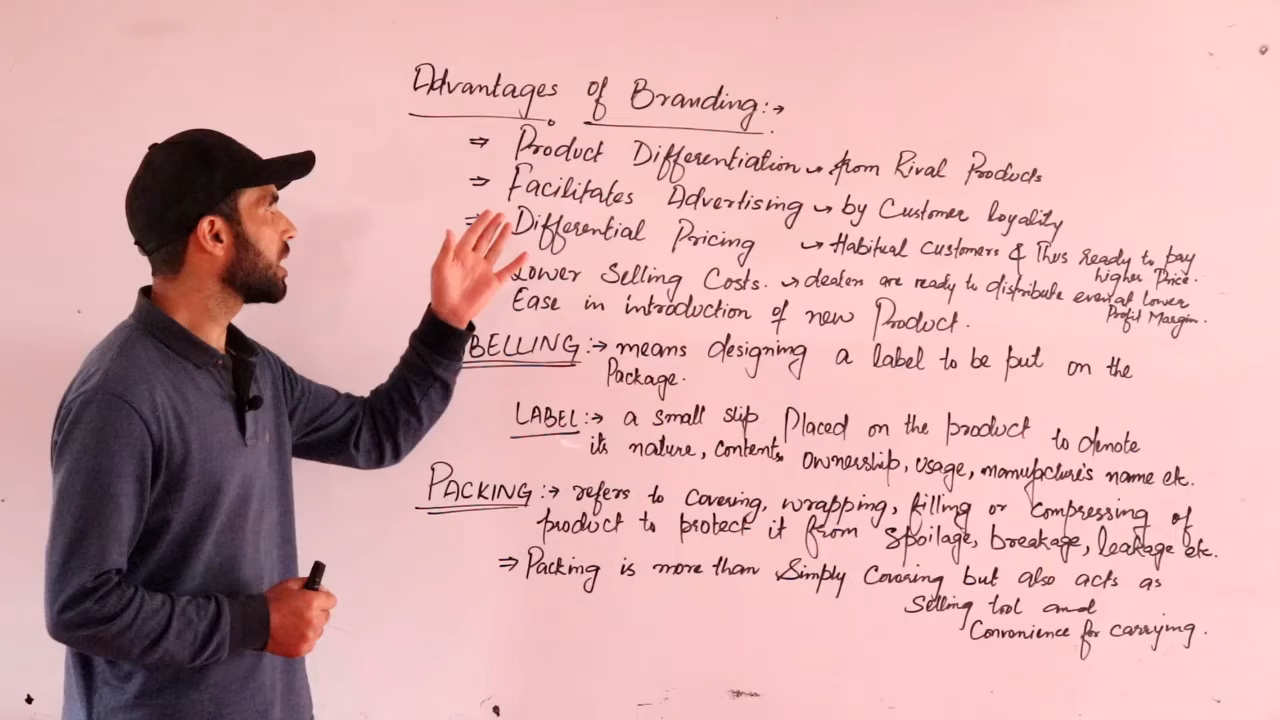 Advantages of Branding:→
⇒ Product Differentiation → from Rival Products
⇒ Facilitates Advertising → by Customer loyality
⇒ Differential Pricing → Habitual customers & Thus ready to pay
higher Price.
Lower Selling Costs. → dealers are ready to distribute even at lower
Profit Margin.
Ease in introduction of new Product.
BELLING:→ means designing a label to be put on the
Package.
LABEL:→ a small slip Placed on the product to denote
its nature, contents, ownership, usage, manufacture's name etc.
PACKING:→ refers to covering, wrapping, filling or compressing of
product to protect it from spoilage, breakage, leakage etc.
⇒ Packing is more than Simply Covering but also acts as
Selling tool and
Convenience for carrying.